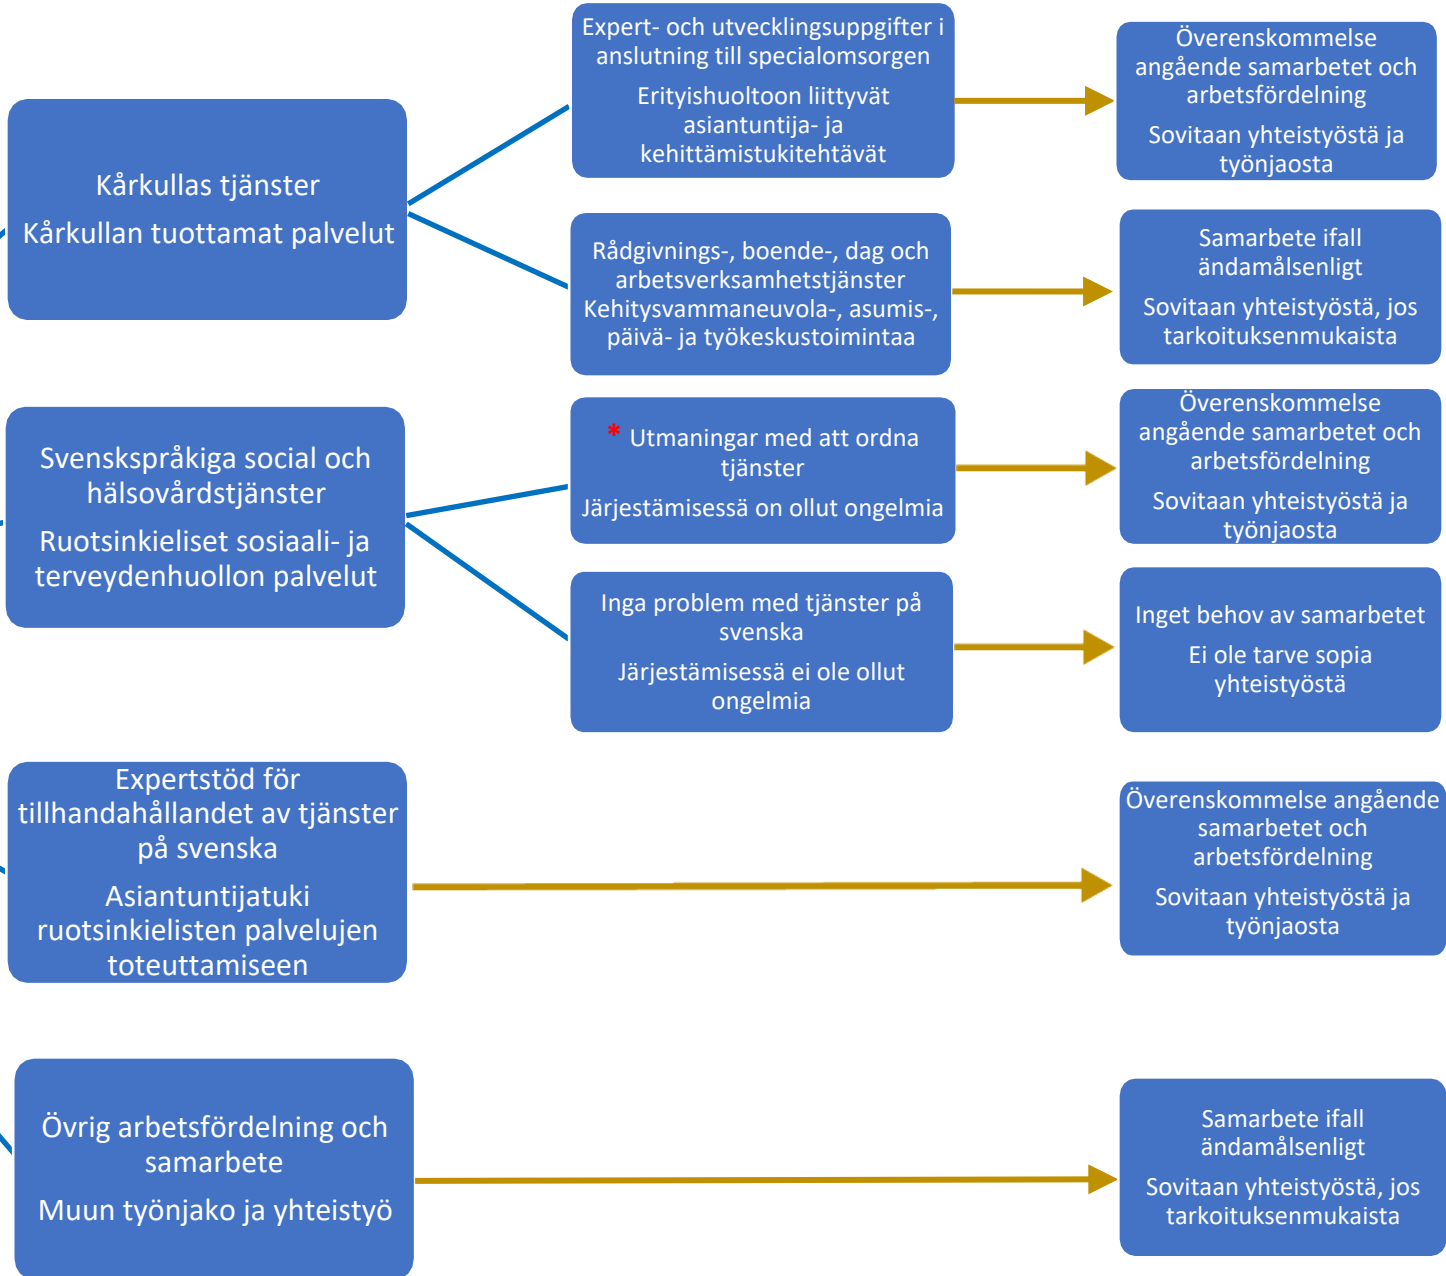 Kårkullas tjänster
Kårkullan tuottamat palvelut
Expert- och utvecklingsuppgifter i
anslutning till specialomsorgen
Erityishuoltoon liittyvät
asiantuntija- ja
kehittämistukitehtävät
Överenskommelse
angående samarbetet och
arbetsfördelning
Sovitaan yhteistyöstä ja
työnjaosta
Rådgivnings-, boende-, dag och
arbetsverksamhetstjänster
Kehitysvammaneuvola-, asumis-,
päivä- ja työkeskustoimintaa
Samarbete ifall
ändamålsenligt
Sovitaan yhteistyöstä, jos
tarkoituksenmukaista
Svenskspråkiga social och
hälsovårdstjänster
Ruotsinkieliset sosiaali- ja
terveydenhuollon palvelut
* Utmaningar med att ordna
tjänster
Järjestämisessä on ollut ongelmia
Överenskommelse
angående samarbetet och
arbetsfördelning
Sovitaan yhteistyöstä ja
työnjaosta
Inga problem med tjänster på
svenska
Järjestämisessä ei ole ollut
ongelmia
Inget behov av samarbetet
Ei ole tarve sopia
yhteistyöstä
Expertstöd för
tillhandahållandet av tjänster
på svenska
Asiantuntijatuki
ruotsinkielisten palvelujen
toteuttamiseen
Överenskommelse angående
samarbetet och
arbetsfördelning
Sovitaan yhteistyöstä ja
työnjaosta
Övrig arbetsfördelning och
samarbete
Muun työnjako ja yhteistyö
Samarbete ifall
ändamålsenligt
Sovitaan yhteistyöstä, jos
tarkoituksenmukaista